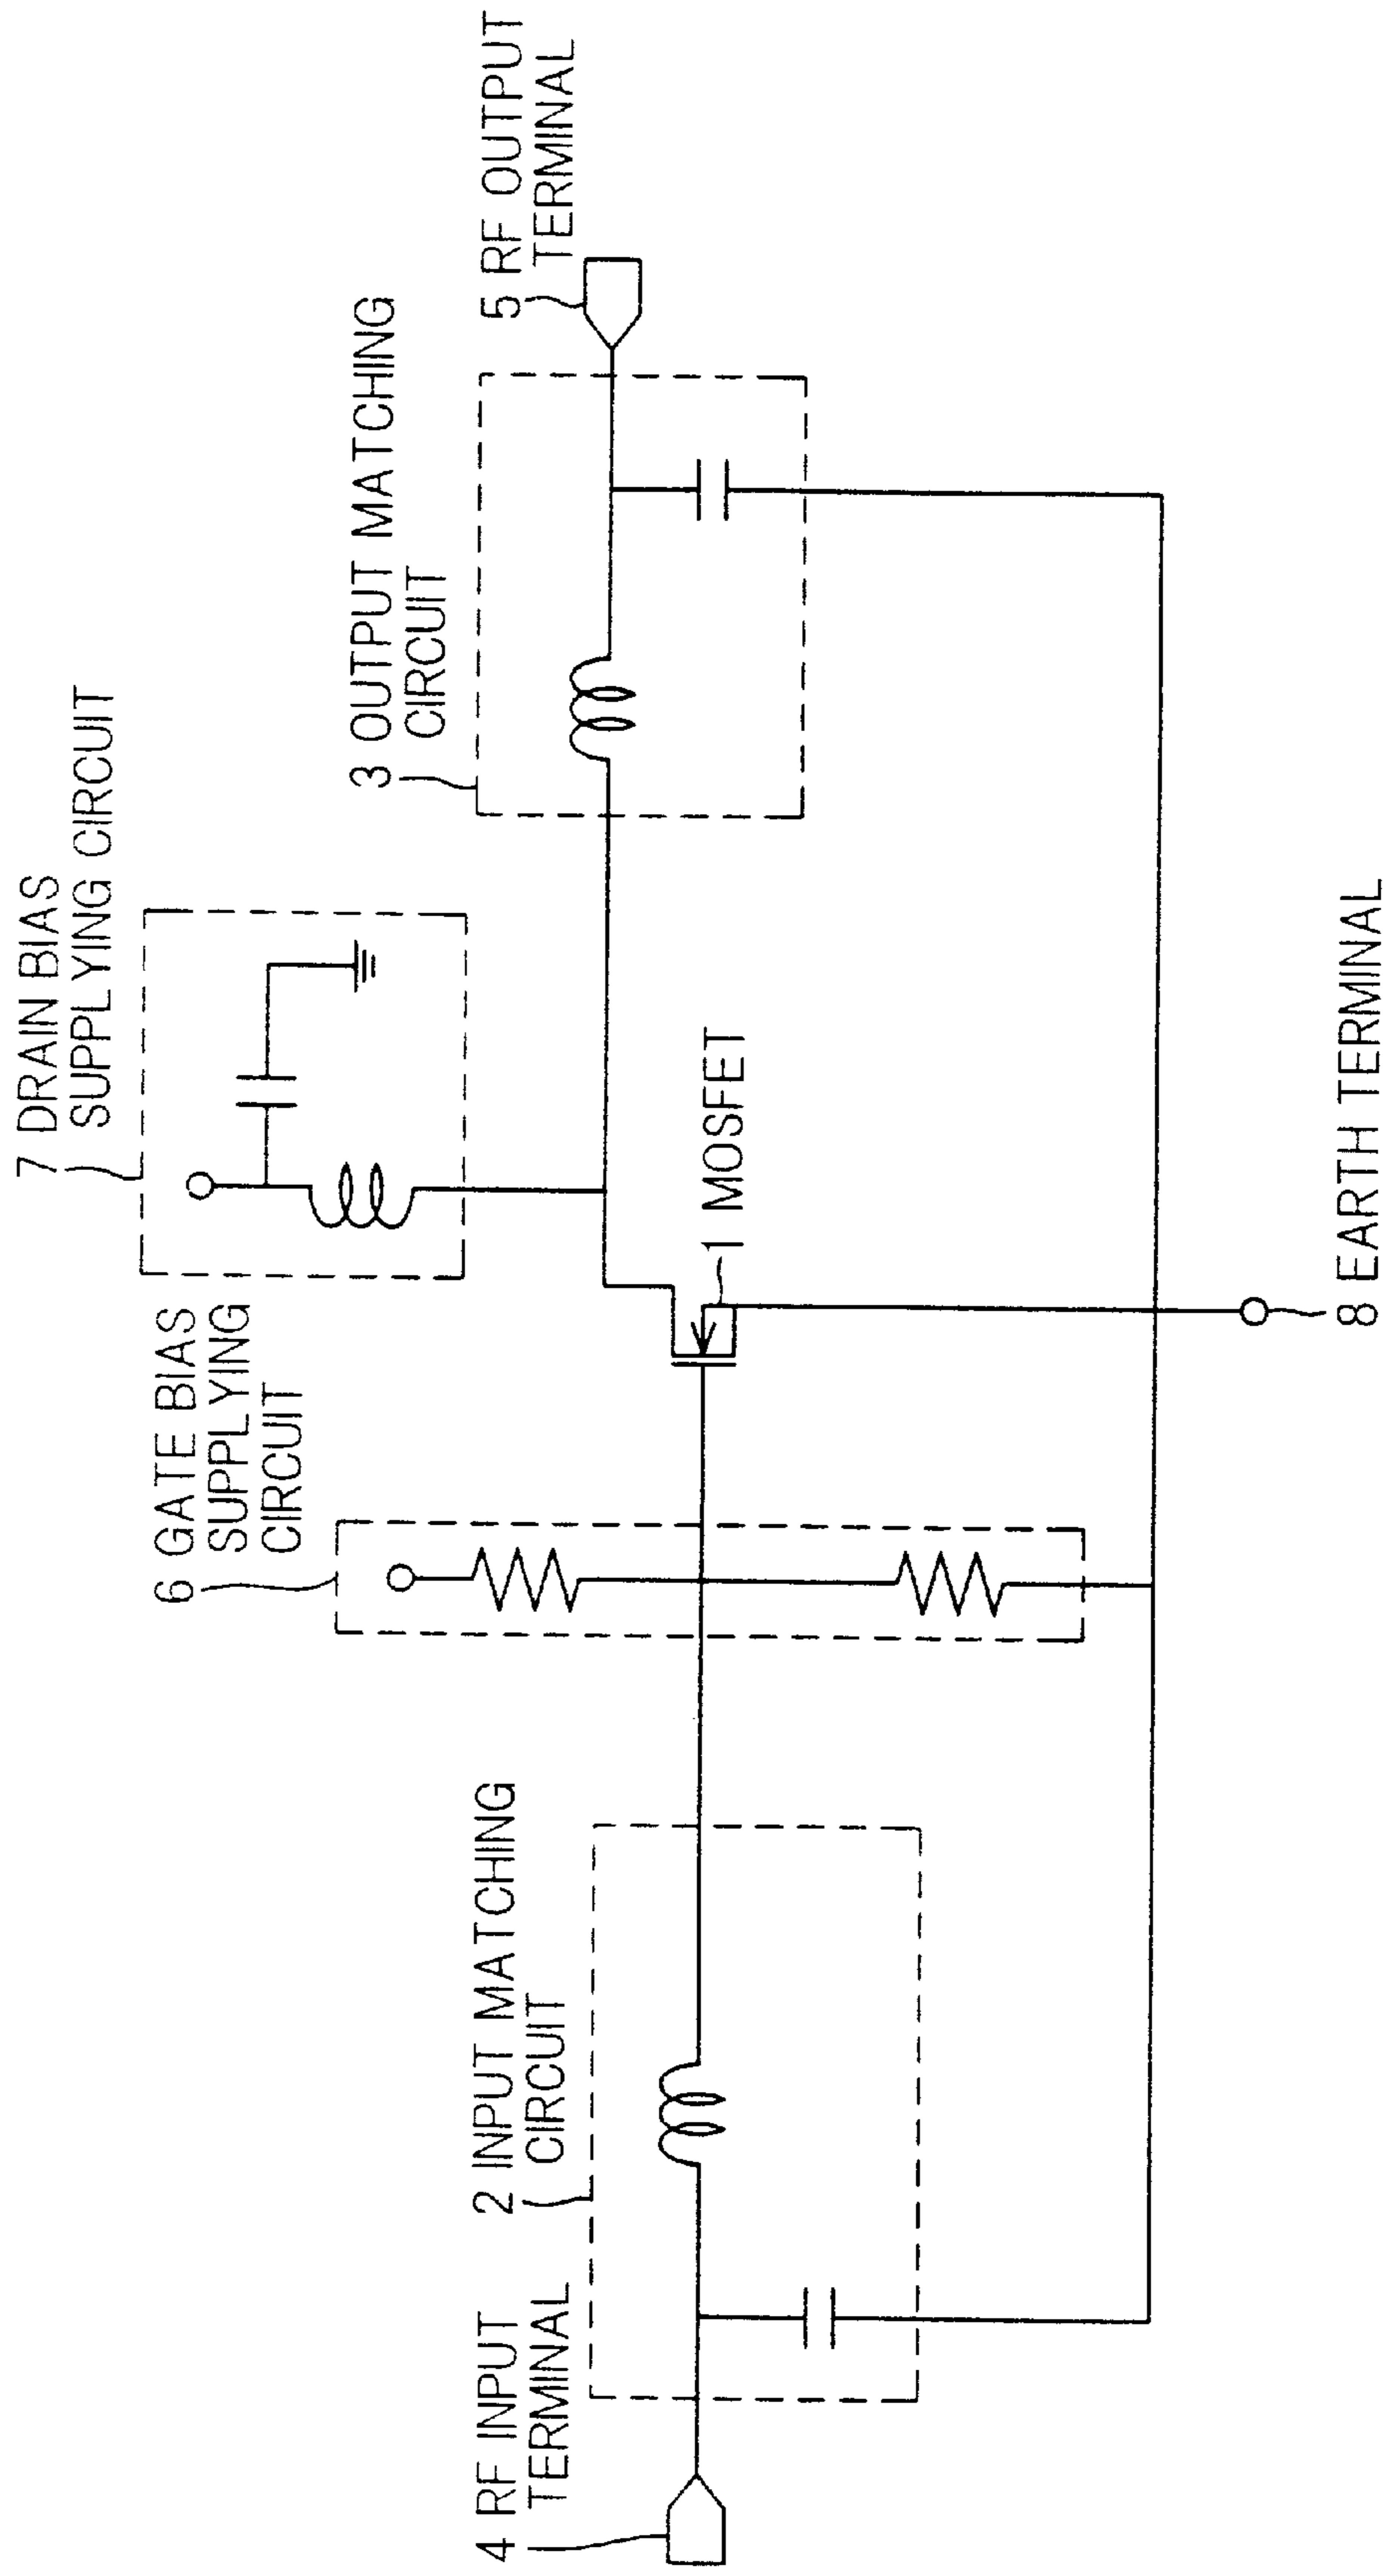 7 DRAIN BIAS
SUPPLYING CIRCUIT
6 GATE BIAS
SUPPLYING
CIRCUIT
3 OUTPUT MATCHING
CIRCUIT
4 RF INPUT
TERMINAL
2 INPUT MATCHING
CIRCUIT
5 RF OUTPUT
TERMINAL
1 MOSFET
8 EARTH TERMINAL